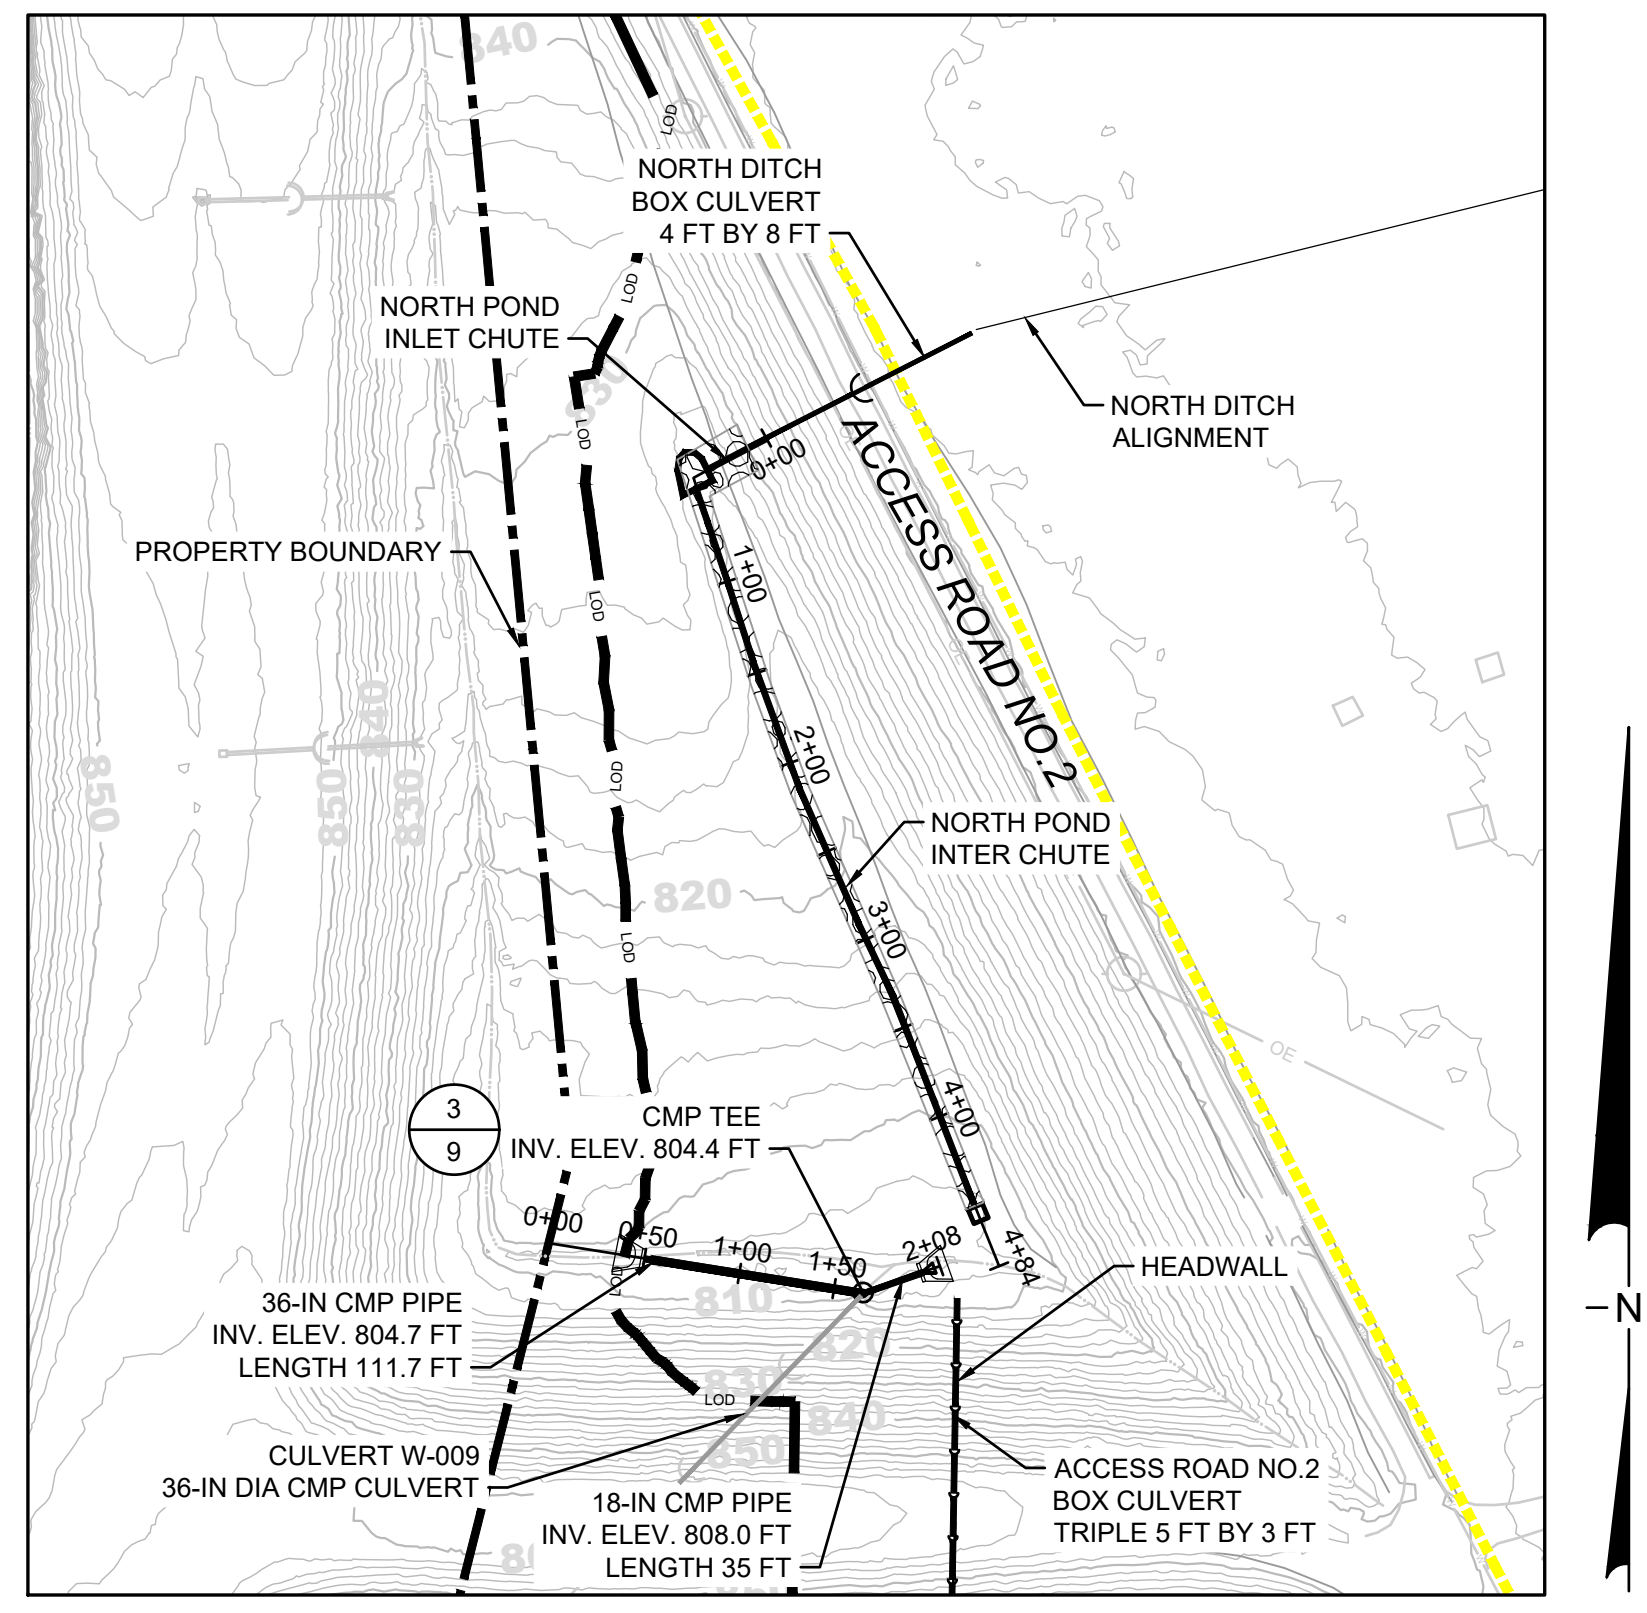 840
LOD
NORTH DITCH
BOX CULVERT
4 FT BY 8 FT
LOD
NORTH POND
INLET CHUTE
830
NORTH DITCH
ALIGNMENT
LOD
0+00
ACCESS ROAD NO.2
PROPERTY BOUNDARY
1+00
LOD
OE
840
850
850
830
LOD
2+00
NORTH POND
INTER CHUTE
820
3+00
LOD
OE
3
9
CMP TEE
INV. ELEV. 804.4 FT
4+00
0+00
0+50
1+00
1+50
2+08
4+84
HEADWALL
LOD
810
36-IN CMP PIPE
INV. ELEV. 804.7 FT
LENGTH 111.7 FT
N
820
830
LOD
840
850
CULVERT W-009
36-IN DIA CMP CULVERT
18-IN CMP PIPE
INV. ELEV. 808.0 FT
LENGTH 35 FT
ACCESS ROAD NO.2
BOX CULVERT
TRIPLE 5 FT BY 3 FT